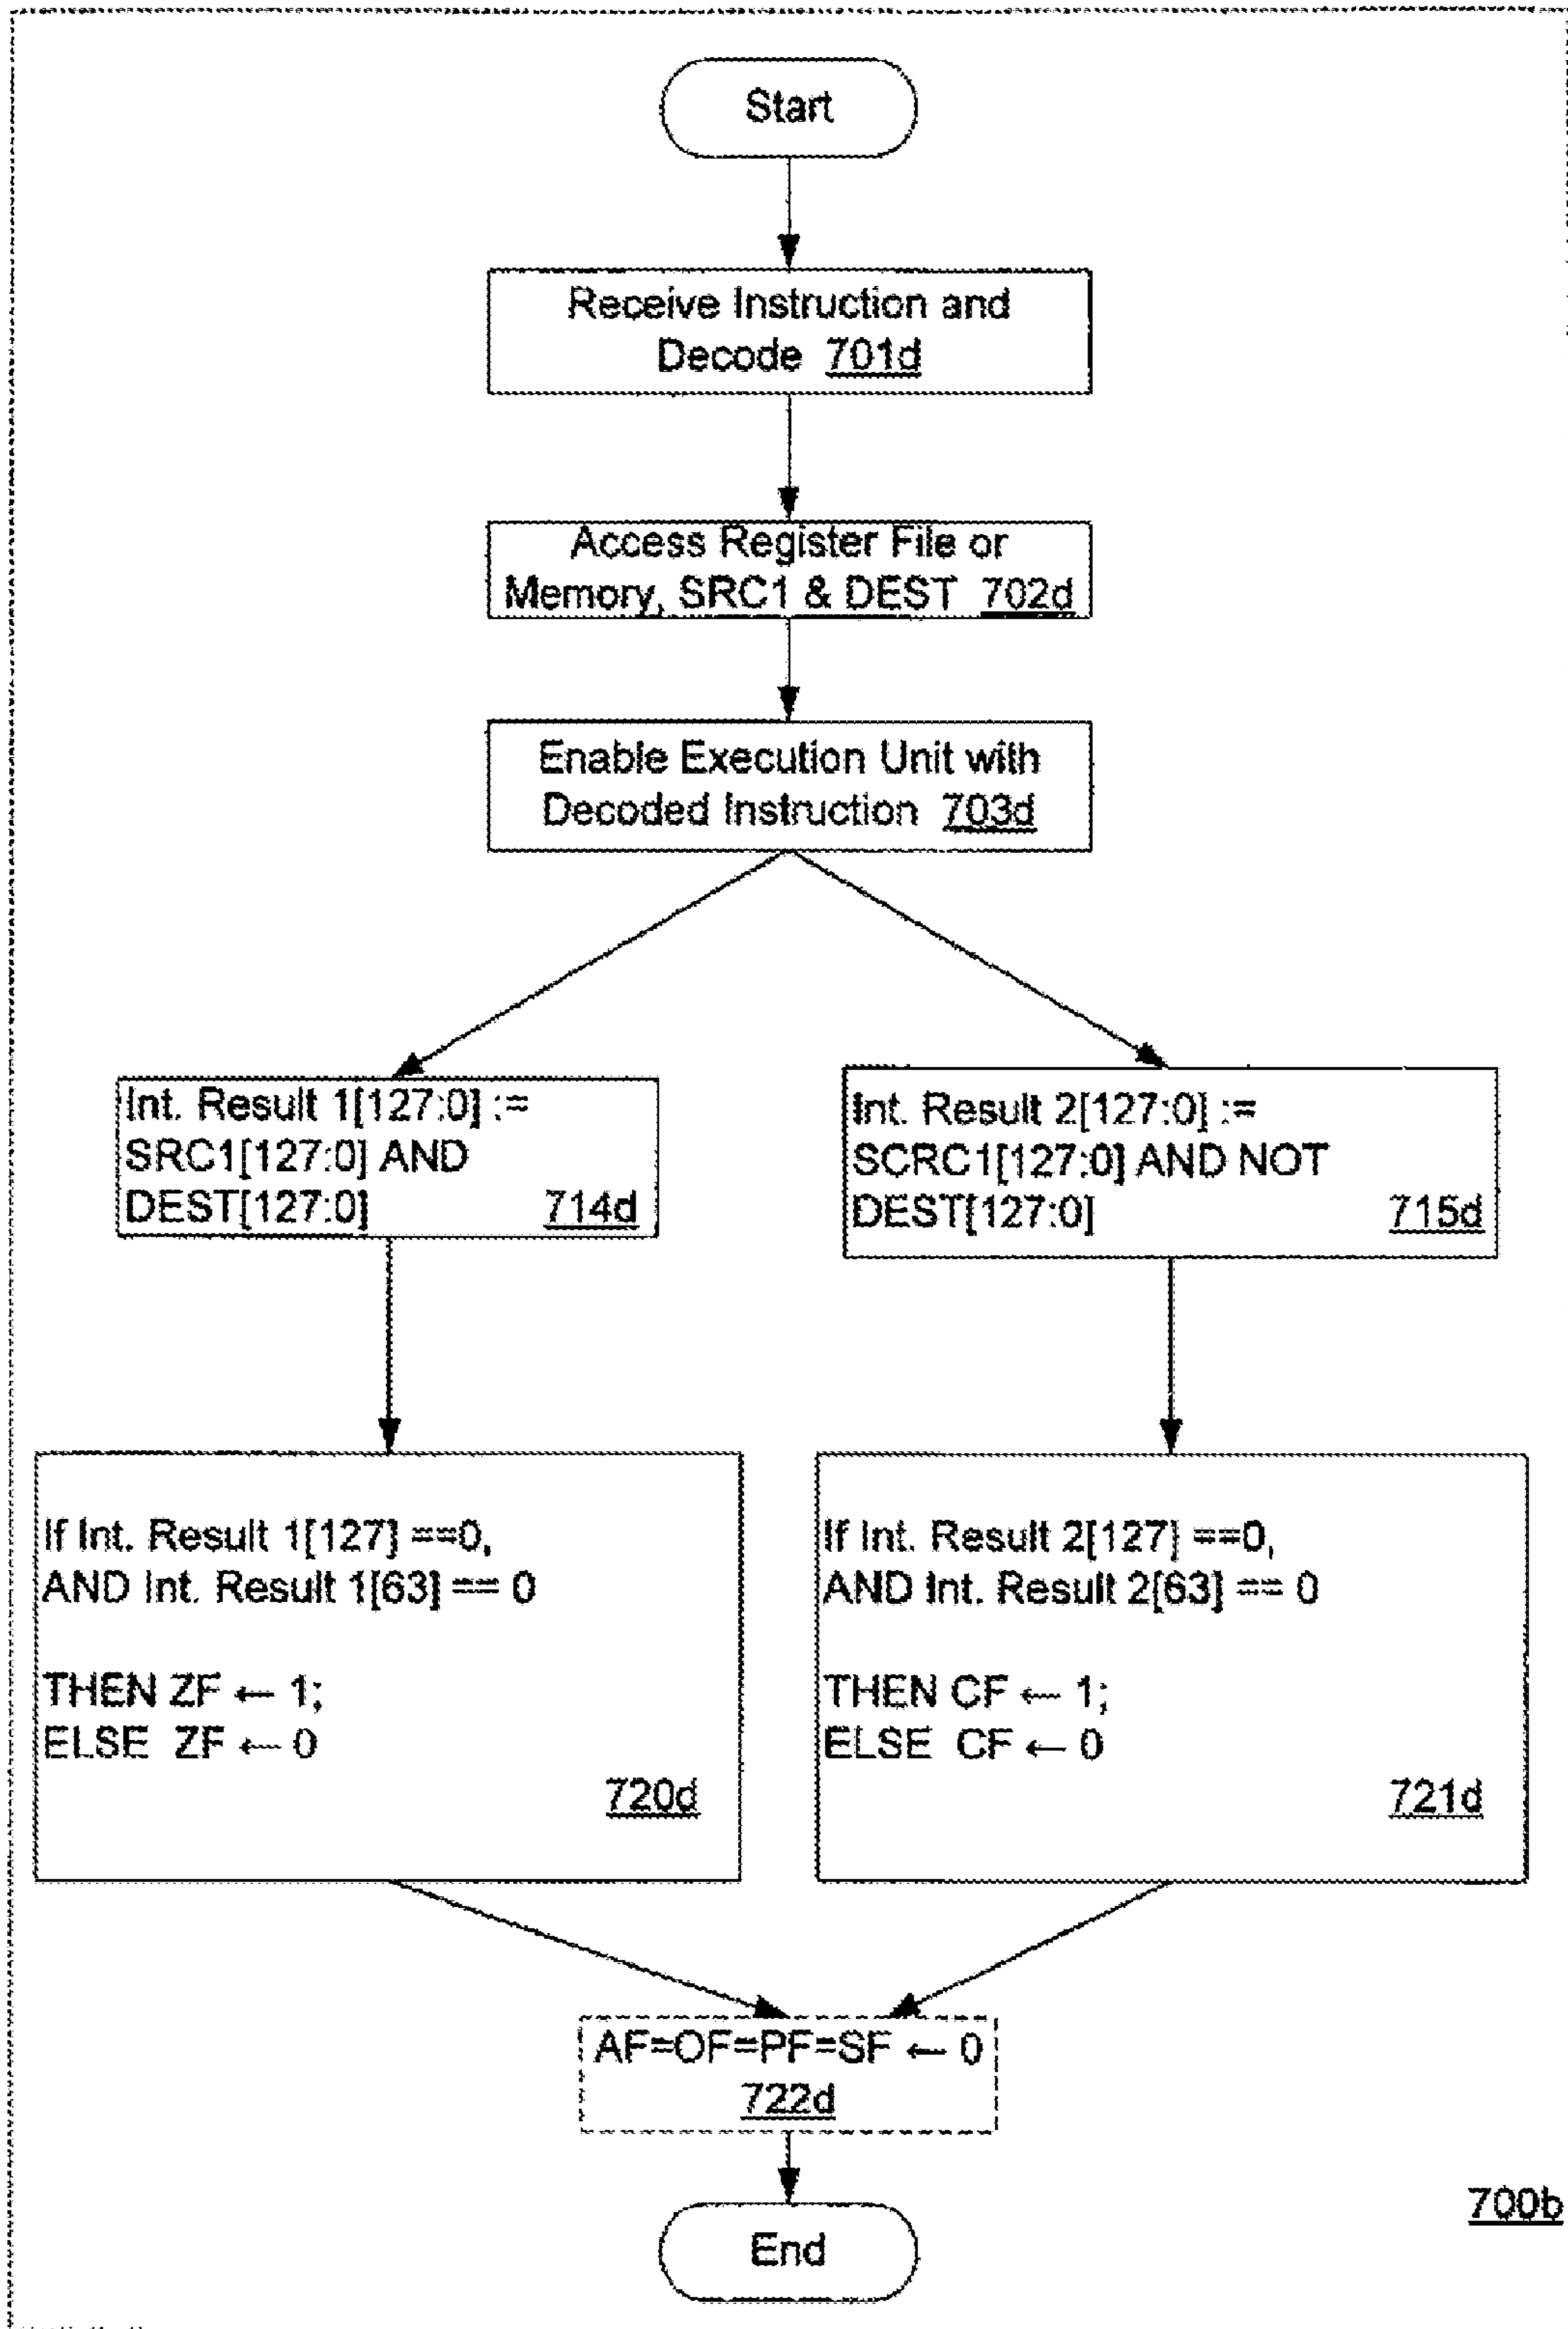 Start
Receive Instruction and
Decode 701d
Access Register File or
Memory, SRC1 & DEST 702d
Enable Execution Unit with
Decoded Instruction 703d
Int. Result 1[127:0] :=
SRC1[127:0] AND
DEST[127:0] 714d
Int. Result 2[127:0] :=
SCRC1[127:0] AND NOT
DEST[127:0] 715d
If Int. Result 1[127] ==0,
AND Int. Result 1[63] == 0
THEN ZF ← 1;
ELSE ZF ← 0
720d
If Int. Result 2[127] ==0,
AND Int. Result 2[63] == 0
THEN CF ← 1;
ELSE CF ← 0
721d
AF=OF=PF=SF ← 0
722d
End
700b